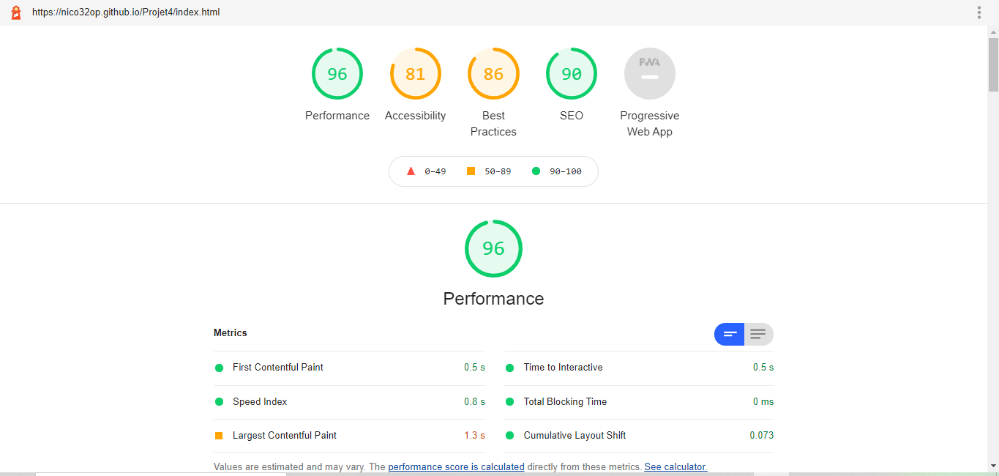 https://nico32op.github.io/Projet4/index.html
96 81 86 90 PWA
Performance Accessibility Best Practices SEO Progressive Web App
0–49 50–89 90–100
96
Performance
Metrics
First Contentful Paint 0.5 s Time to Interactive 0.5 s
Speed Index 0.8 s Total Blocking Time 0 ms
Largest Contentful Paint 1.3 s Cumulative Layout Shift 0.073
Values are estimated and may vary. The performance score is calculated directly from these metrics. See calculator.